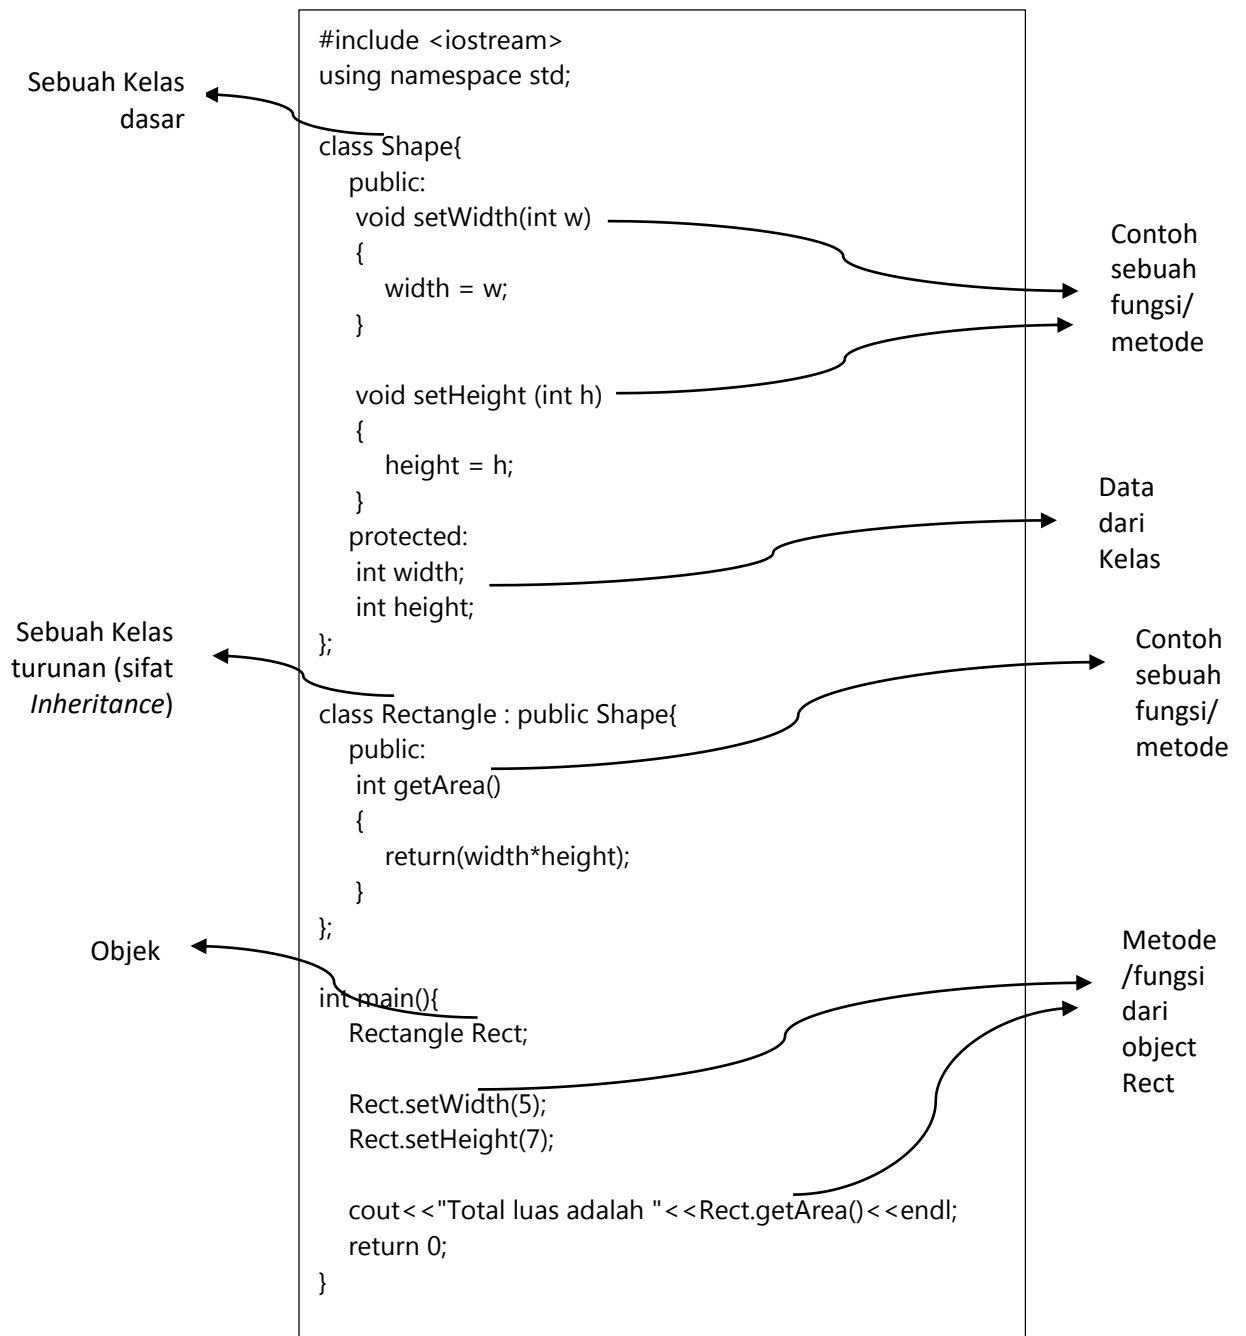 #include <iostream>
using namespace std;
Sebuah Kelas
dasar
class Shape{
public:
void setWidth(int w)
{
width = w;
}
Contoh
sebuah
fungsi/
metode
void setHeight (int h)
{
height = h;
}
protected:
int width;
int height;
};
Data
dari
Kelas
Sebuah Kelas
turunan (sifat
Inheritance)
class Rectangle : public Shape{
public:
int getArea()
{
return(width*height);
}
};
Contoh
sebuah
fungsi/
metode
Objek
int main(){
Rectangle Rect;
Rect.setWidth(5);
Rect.setHeight(7);
cout<<"Total luas adalah "<<Rect.getArea()<<endl;
return 0;
}
Metode
/fungsi
dari
object
Rect